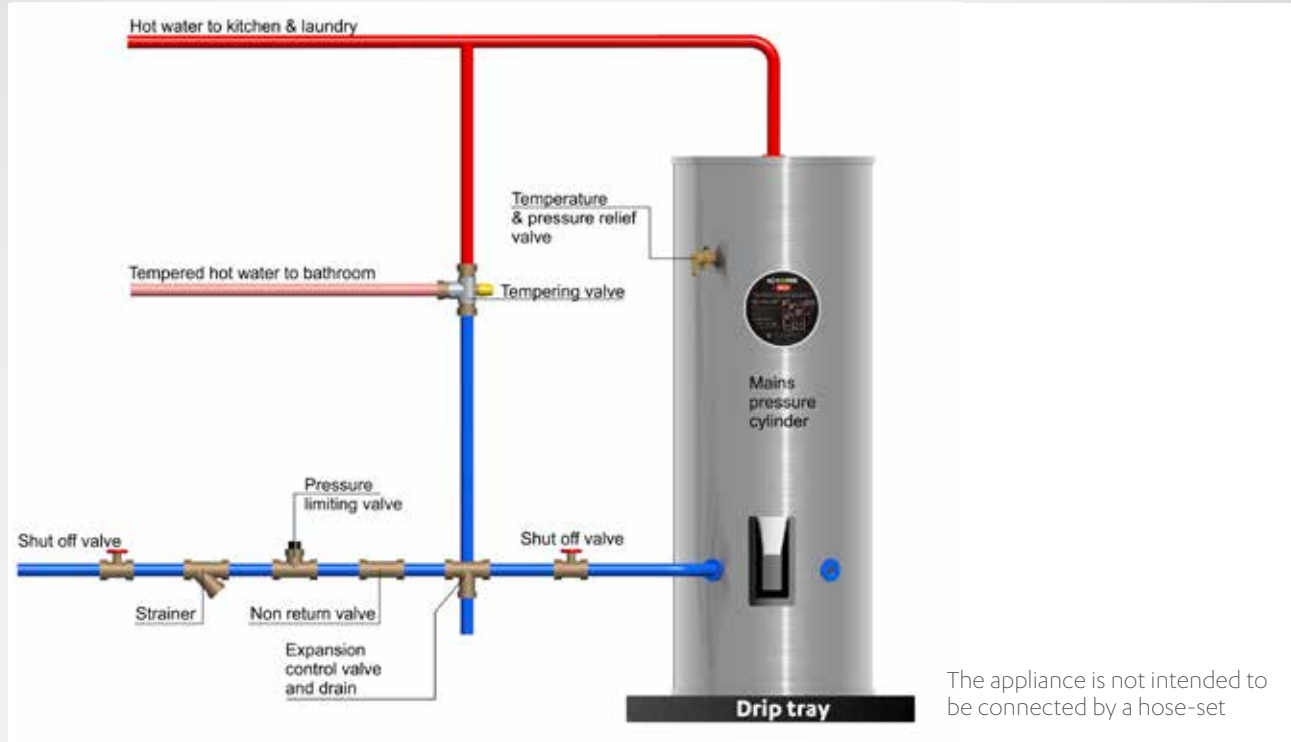 Hot water to kitchen & laundry
Temperature
& pressure relief
valve
Tempered hot water to bathroom
Tempering valve
Mains
pressure
cylinder
Pressure
limiting valve
Shut off valve
Shut off valve
Strainer
Non return valve
Expansion
control valve
and drain
Drip tray
The appliance is not intended to
be connected by a hose-set